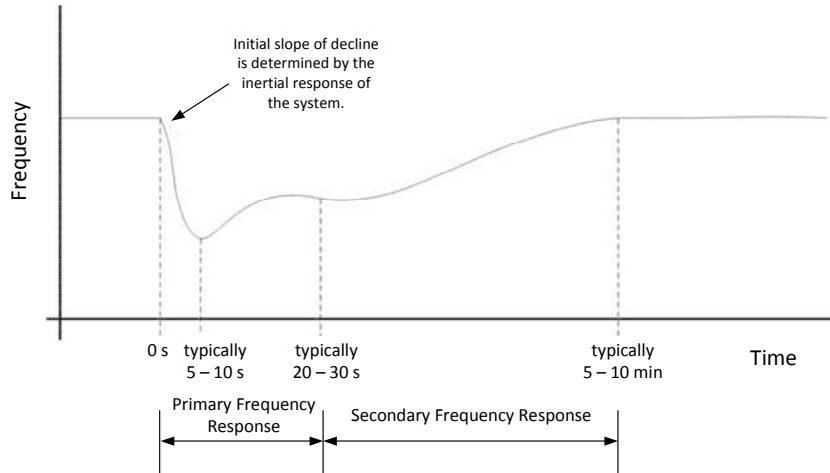 Initial slope of decline
is determined by the
inertial response of
the system.
Frequency
0 s
typically
5 – 10 s
typically
20 – 30 s
typically
5 – 10 min
Time
Primary Frequency
Response
Secondary Frequency Response